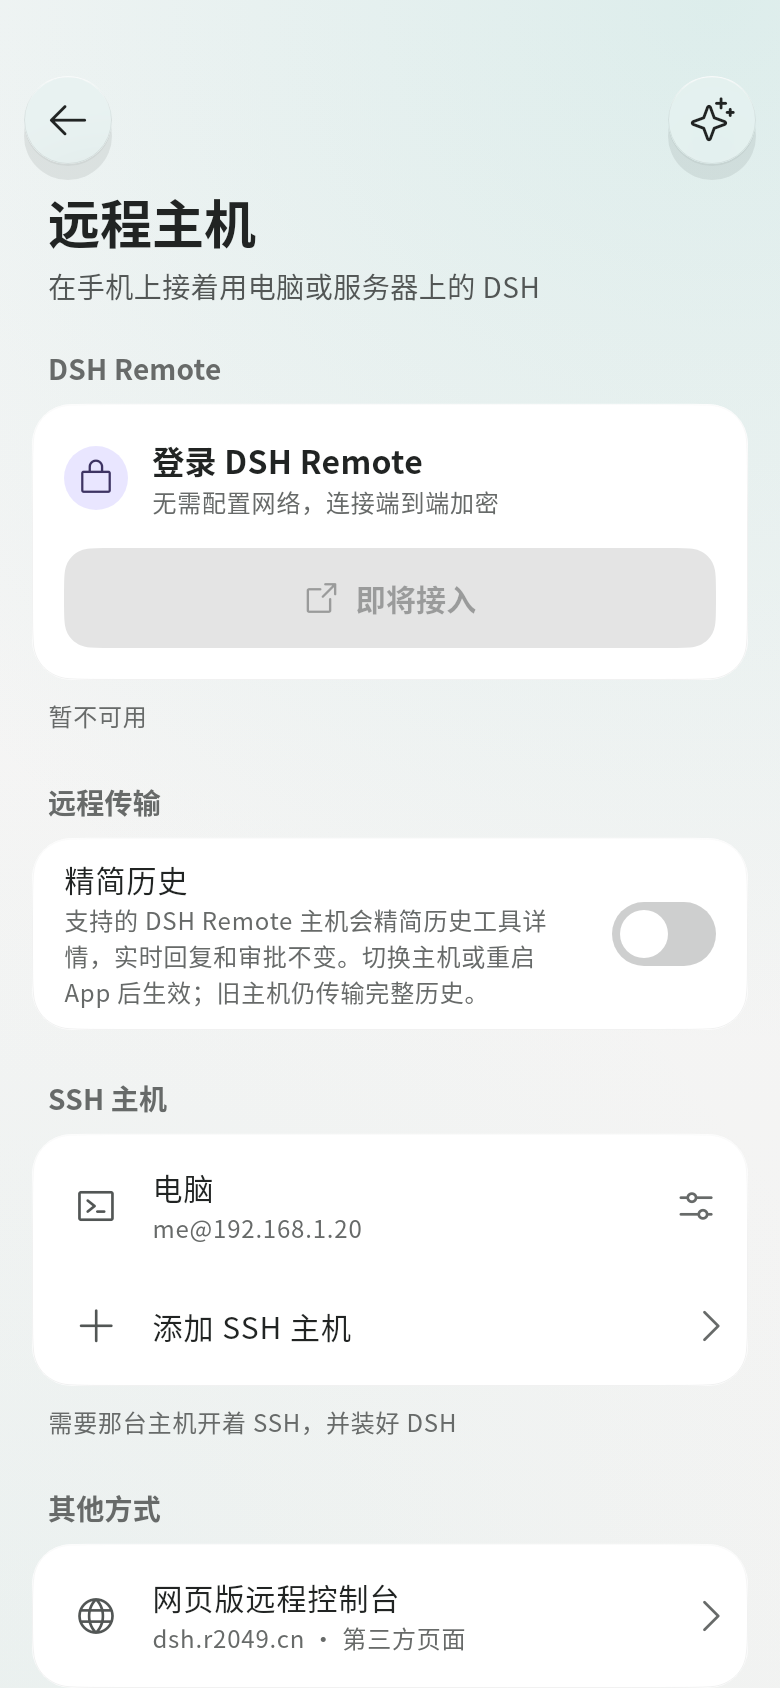 远程主机
在手机上接着用电脑或服务器上的 DSH
DSH Remote
登录 DSH Remote
无需配置网络，连接端到端加密
即将接入
暂不可用
远程传输
精简历史
支持的 DSH Remote 主机会精简历史工具详
情，实时回复和审批不变。切换主机或重启
App 后生效；旧主机仍传输完整历史。
SSH 主机
电脑
me@192.168.1.20
添加 SSH 主机
需要那台主机开着 SSH，并装好 DSH
其他方式
网页版远程控制台
dsh.r2049.cn · 第三方页面